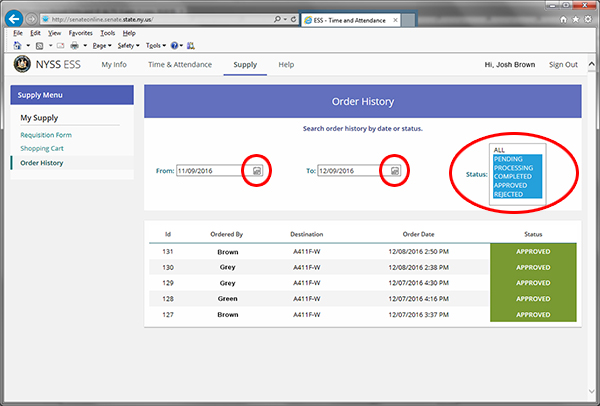 http://senateonline.senate.state.ny.us/
ESS - Time and Attendance
File Edit View Favorites Tools Help
Page Safety Tools
NYSS ESS My Info Time & Attendance Supply Help Hi, Josh Brown Sign Out
Supply Menu
My Supply
Requisition Form
Shopping Cart
Order History
Order History
Search order history by date or status.
From: 11/09/2016 To: 12/09/2016 Status:
ALL
PENDING
PROCESSING
COMPLETED
APPROVED
REJECTED
Id Ordered By Destination Order Date Status
131 Brown A411F-W 12/08/2016 2:50 PM APPROVED
130 Grey A411F-W 12/08/2016 2:38 PM APPROVED
129 Grey A411F-W 12/07/2016 4:30 PM APPROVED
128 Green A411F-W 12/07/2016 4:16 PM APPROVED
127 Brown A411F-W 12/07/2016 3:37 PM APPROVED